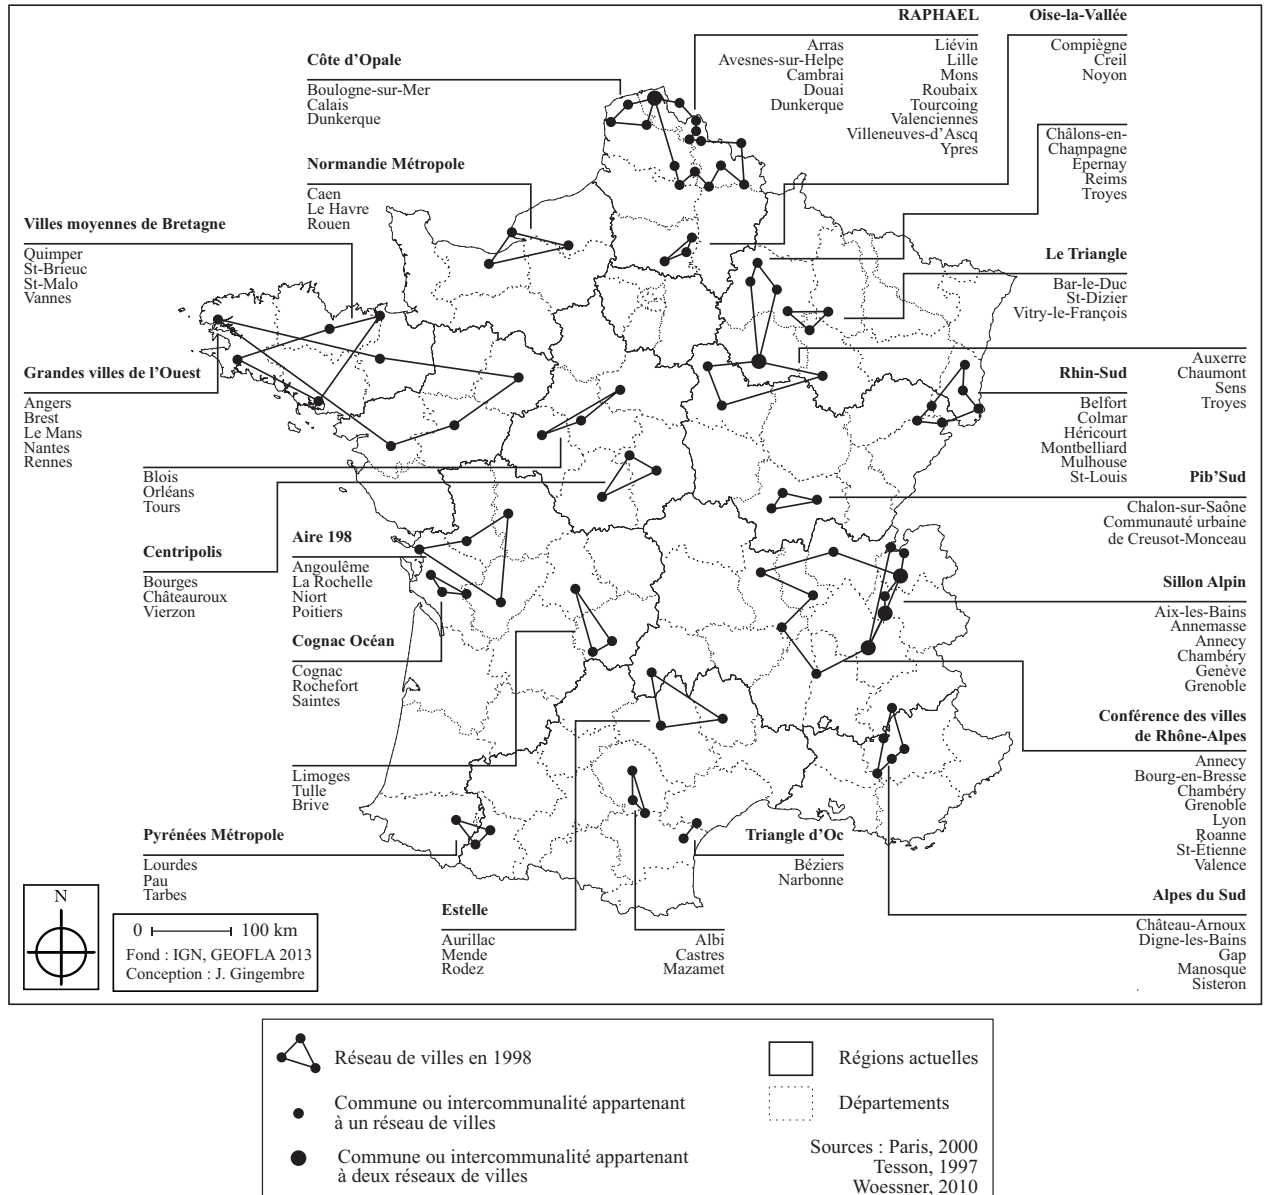 RAPHAEL
Arras
Avesnes-sur-Helpe
Cambrai
Douai
Dunkerque
Liévin
Lille
Mons
Roubaix
Tourcoing
Valenciennes
Villeneuves-d'Ascq
Ypres
Oise-la-Vallée
Compiègne
Creil
Noyon
Côte d'Opale
Boulogne-sur-Mer
Calais
Dunkerque
Châlons-en-
Champagne
Epernay
Reims
Troyes
Normandie Métropole
Caen
Le Havre
Rouen
Villes moyennes de Bretagne
Quimper
St-Brieuc
St-Malo
Vannes
Le Triangle
Bar-le-Duc
St-Dizier
Vitry-le-François
Auxerre
Chaumont
Sens
Troyes
Grandes villes de l'Ouest
Angers
Brest
Le Mans
Nantes
Rennes
Rhin-Sud
Belfort
Colmar
Héricourt
Montbelliard
Mulhouse
St-Louis
Blois
Orléans
Tours
Pib'Sud
Chalon-sur-Saône
Communauté urbaine
de Creusot-Monceau
Centripolis
Bourges
Châteauroux
Vierzon
Aire 198
Angoulême
La Rochelle
Niort
Poitiers
Sillon Alpin
Aix-les-Bains
Annemasse
Annecy
Chambéry
Genève
Grenoble
Cognac Océan
Cognac
Rochefort
Saintes
Conférence des villes
de Rhône-Alpes
Annecy
Bourg-en-Bresse
Chambéry
Grenoble
Lyon
Roanne
St-Étienne
Valence
Limoges
Tulle
Brive
Pyrénées Métropole
Lourdes
Pau
Tarbes
Triangle d'Oc
Béziers
Narbonne
Alpes du Sud
Château-Arnoux
Digne-les-Bains
Gap
Manosque
Sisteron
Estelle
Aurillac
Mende
Rodez
Albi
Castres
Mazamet
N
0 100 km
Fond : IGN, GEOFLA 2013
Conception : J. Gingembre
Réseau de villes en 1998
Commune ou intercommunalité appartenant
à un réseau de villes
Commune ou intercommunalité appartenant
à deux réseaux de villes
Régions actuelles
Départements
Sources : Paris, 2000
Tesson, 1997
Woessner, 2010